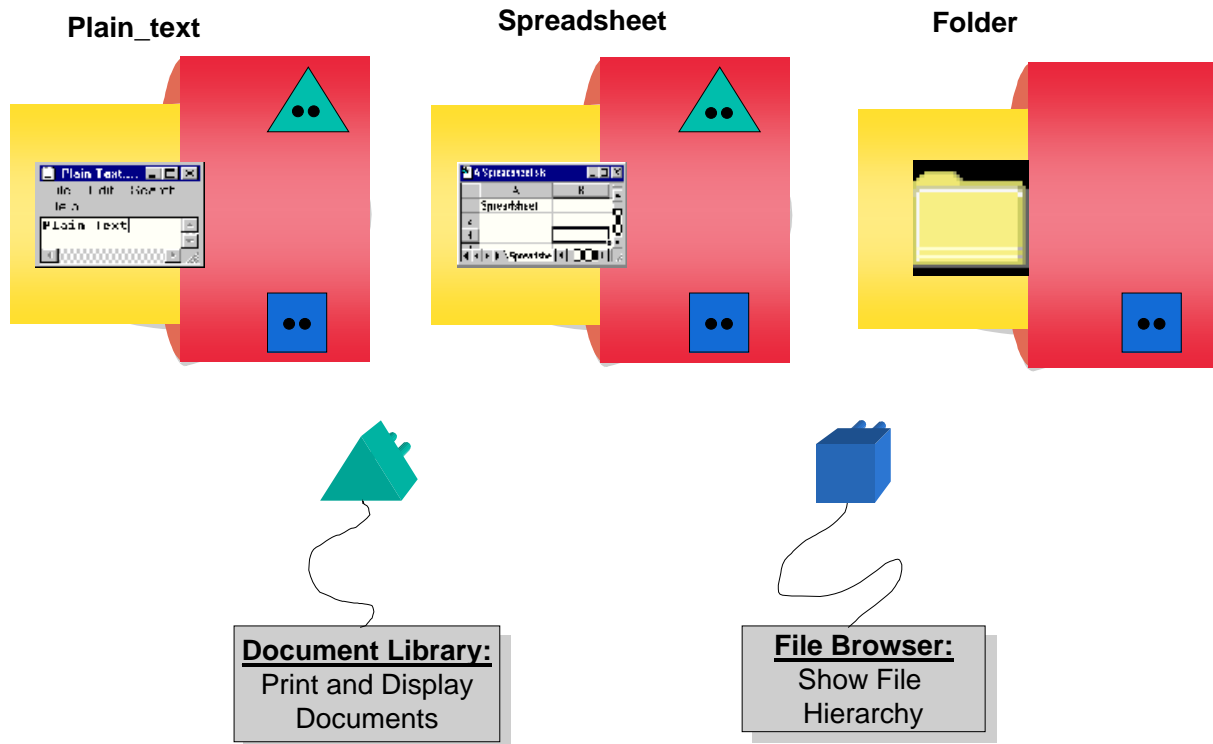 Plain_text
Spreadsheet
Folder
Plain Text....
Edit
Plain Text
A Spreadsheet
A
B
Spreadsheet
Document Library:
Print and Display
Documents
File Browser:
Show File
Hierarchy